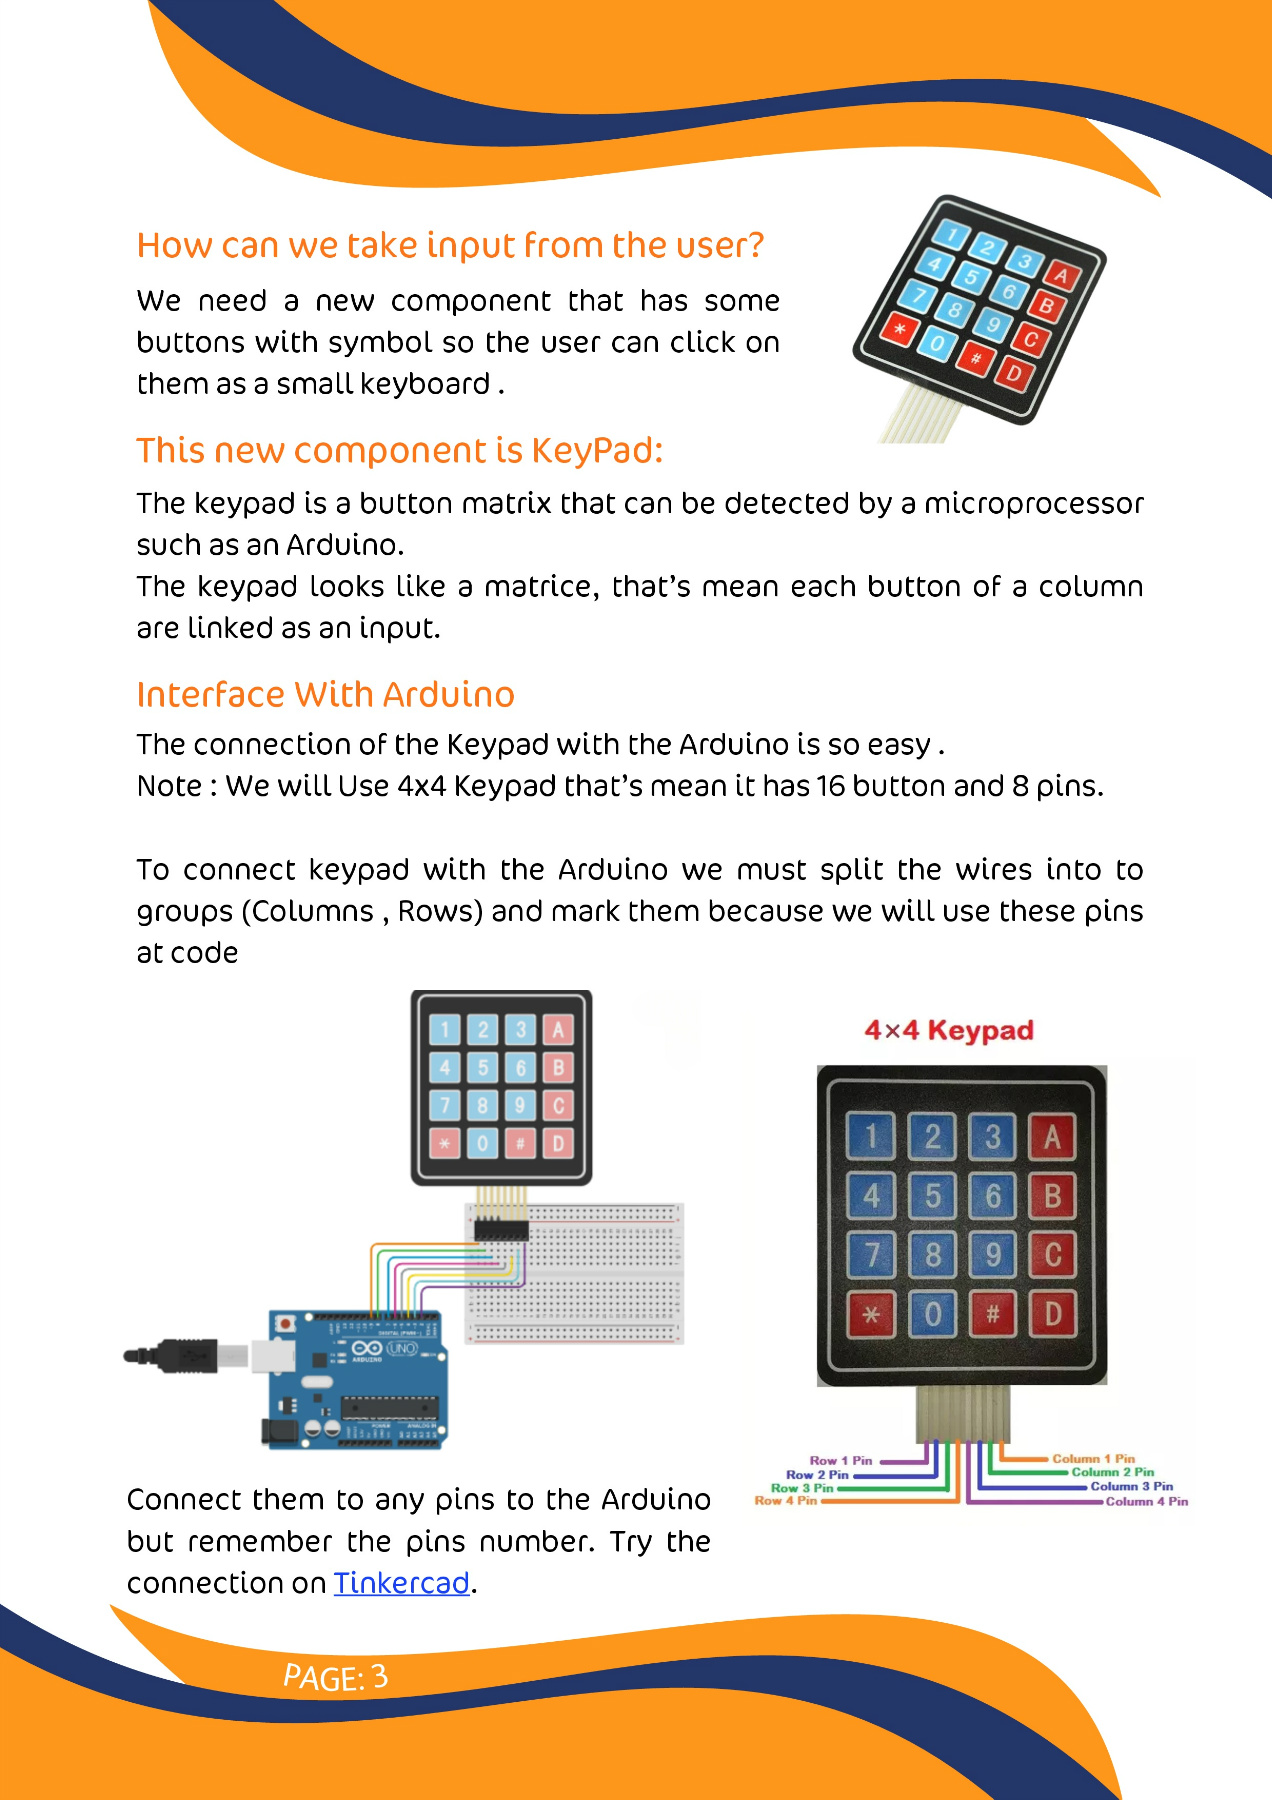 How can we take input from the user?
We need a new component that has some
buttons with symbol so the user can click on
them as a small keyboard .
1 2 3 A
4 5 6 B
7 8 9 C
* 0 # D
This new component is KeyPad:
The keypad is a button matrix that can be detected by a microprocessor
such as an Arduino.
The keypad looks like a matrice, that’s mean each button of a column
are linked as an input.
Interface With Arduino
The connection of the Keypad with the Arduino is so easy .
Note : We will Use 4x4 Keypad that’s mean it has 16 button and 8 pins.
To connect keypad with the Arduino we must split the wires into to
groups (Columns , Rows) and mark them because we will use these pins
at code
1 2 3 A
4 5 6 B
7 8 9 C
* 0 # D
DIGITAL (PWM~)
UNO
ARDUINO
POWER
ANALOG IN
4×4 Keypad
1 2 3 A
4 5 6 B
7 8 9 C
* 0 # D
Row 1 Pin
Row 2 Pin
Row 3 Pin
Row 4 Pin
Column 1 Pin
Column 2 Pin
Column 3 Pin
Column 4 Pin
Connect them to any pins to the Arduino
but remember the pins number. Try the
connection on Tinkercad.
PAGE: 3